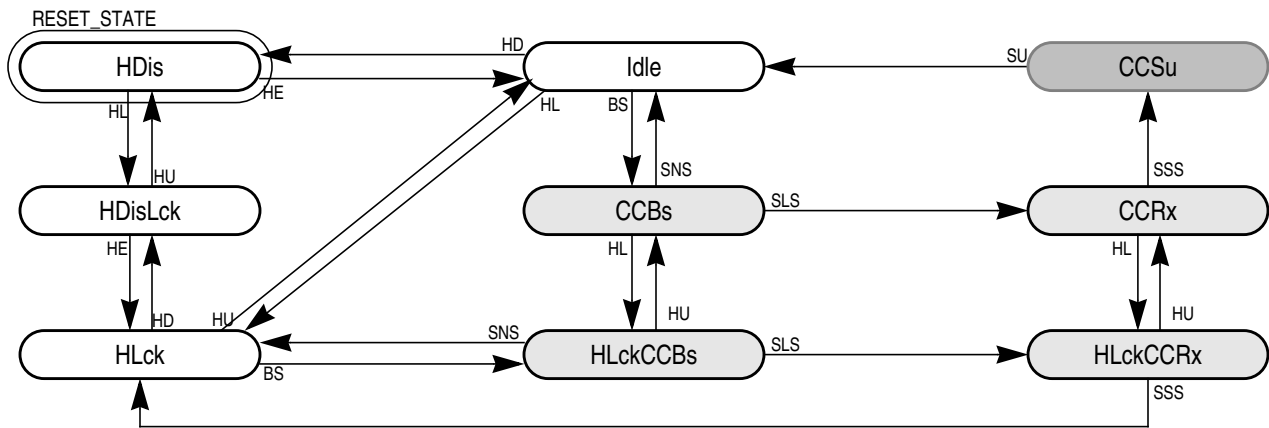 RESET_STATE
HDis
HD
Idle
SU
CCSu
HE
HL
HL
BS
HU
SNS
SSS
HDisLck
CCBs
SLS
CCRx
HE
HL
HL
HD
HU
HU
HU
SNS
SLS
HLck
HLckCCBs
HLckCCRx
BS
SSS